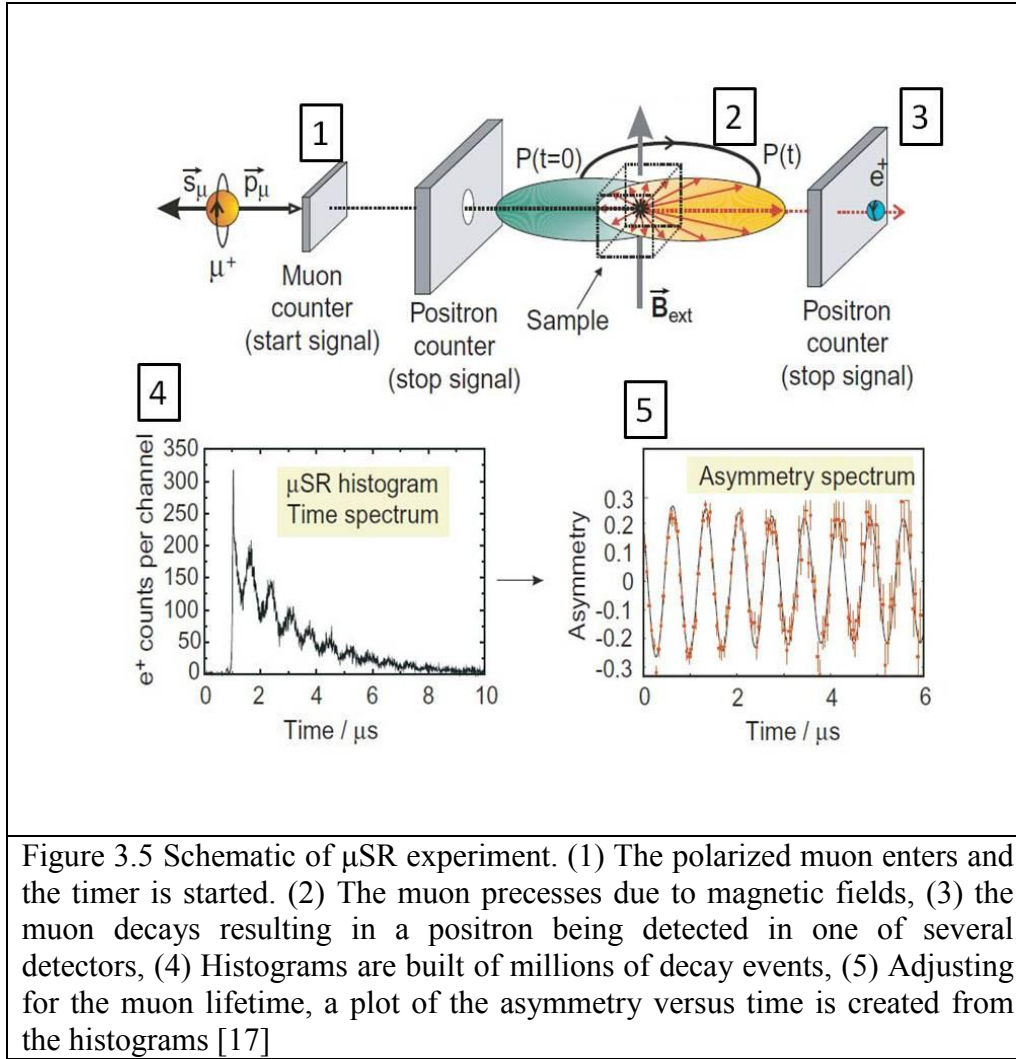 1
2
3
P(t=0)
P(t)
e+
s⃗μ
p⃗μ
μ+
Muon
counter
(start signal)
Positron
counter
(stop signal)
Sample
B⃗ext
Positron
counter
(stop signal)
4
5
e+ counts per channel
350
300
250
200
150
100
50
0
μSR histogram
Time spectrum
0 2 4 6 8 10
Time / μs
Asymmetry
0.3
0.2
0.1
0
-0.1
-0.2
-0.3
Asymmetry spectrum
0 2 4 6
Time / μs
Figure 3.5 Schematic of μSR experiment. (1) The polarized muon enters and
the timer is started. (2) The muon precesses due to magnetic fields, (3) the
muon decays resulting in a positron being detected in one of several
detectors, (4) Histograms are built of millions of decay events, (5) Adjusting
for the muon lifetime, a plot of the asymmetry versus time is created from
the histograms [17]